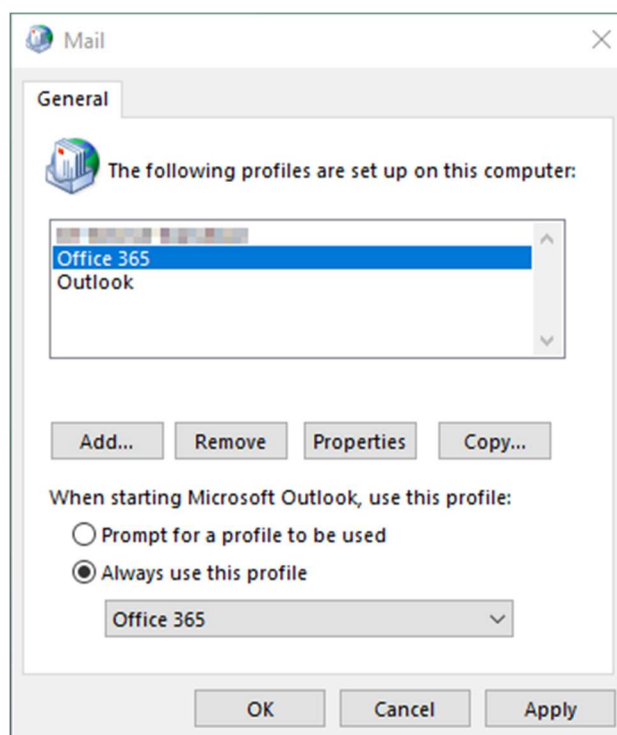 Mail
General
The following profiles are set up on this computer:
Office 365
Outlook
Add... Remove Properties Copy...
When starting Microsoft Outlook, use this profile:
Prompt for a profile to be used
Always use this profile
Office 365
OK Cancel Apply